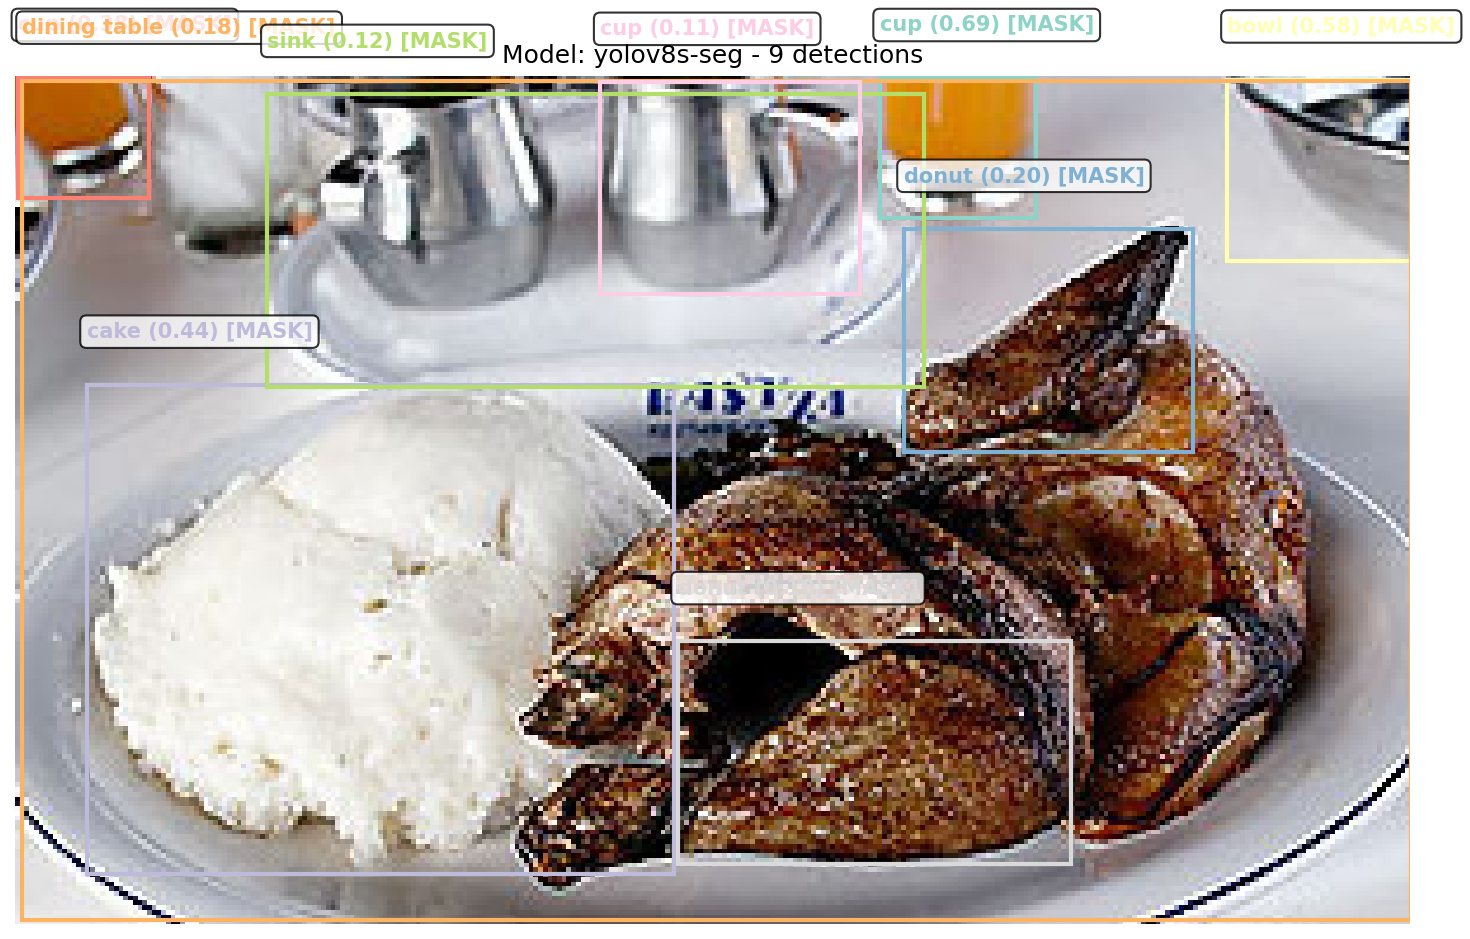 dining table (0.18) [MASK]
sink (0.12) [MASK]
cup (0.11) [MASK]
cup (0.69) [MASK]
bowl (0.58) [MASK]
Model: yolov8s-seg - 9 detections
donut (0.20) [MASK]
cake (0.44) [MASK]